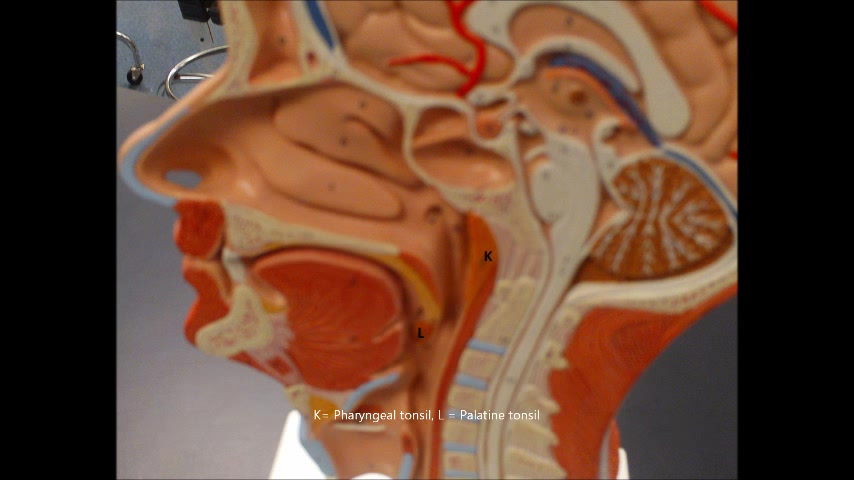 K
L
K= Pharyngeal tonsil, L = Palatine tonsil